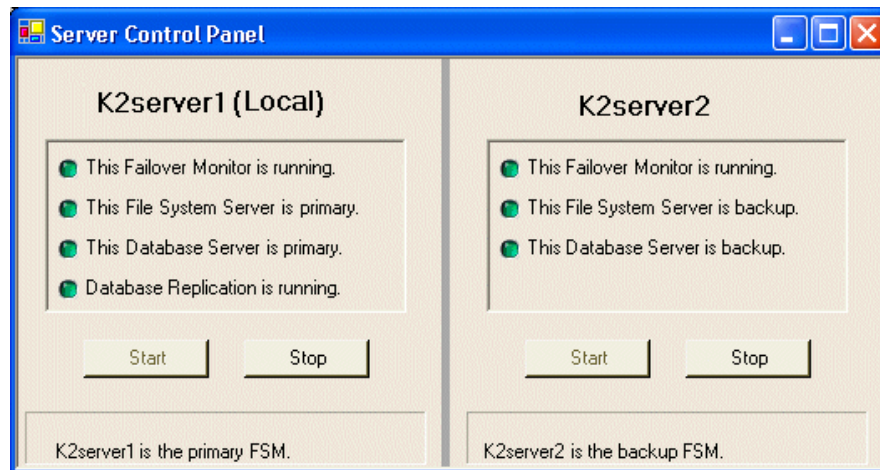 Server Control Panel
K2server1 (Local)
This Failover Monitor is running.
This File System Server is primary.
This Database Server is primary.
Database Replication is running.
Start
Stop
K2server1 is the primary FSM.
K2server2
This Failover Monitor is running.
This File System Server is backup.
This Database Server is backup.
Start
Stop
K2server2 is the backup FSM.